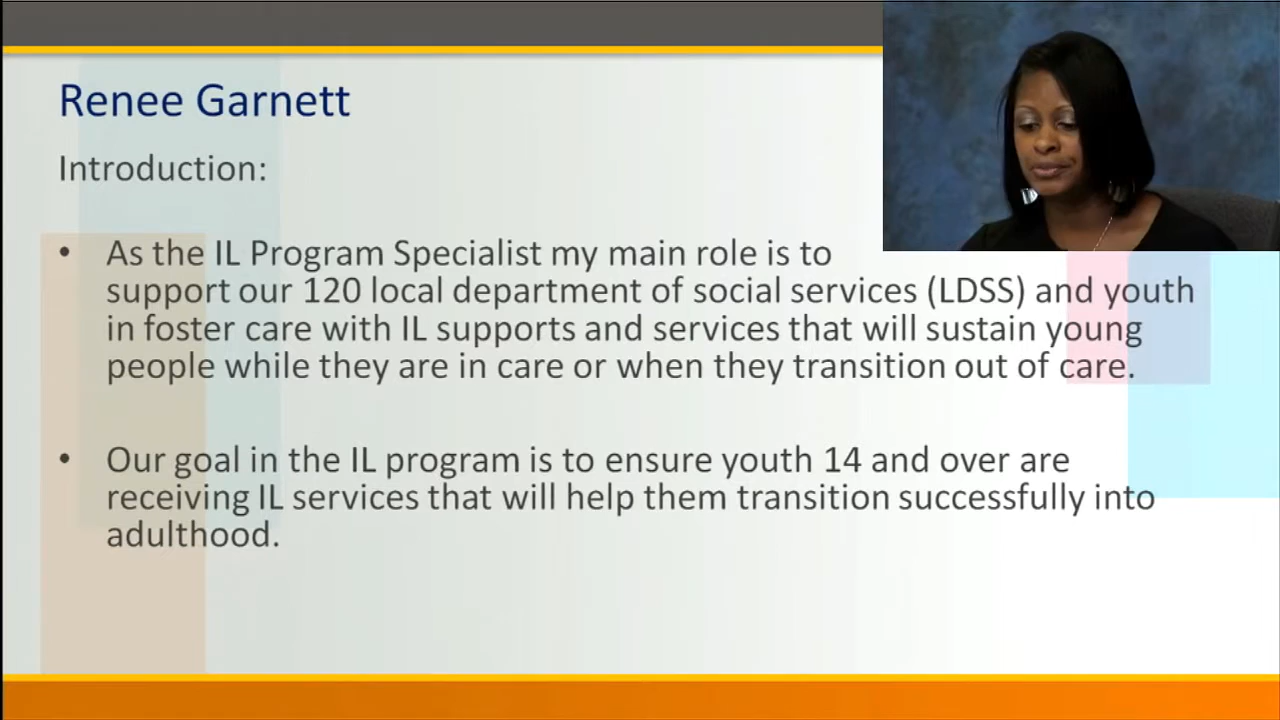 Renee Garnett
Introduction:
• As the IL Program Specialist my main role is to
support our 120 local department of social services (LDSS) and youth
in foster care with IL supports and services that will sustain young
people while they are in care or when they transition out of care.
• Our goal in the IL program is to ensure youth 14 and over are
receiving IL services that will help them transition successfully into
adulthood.